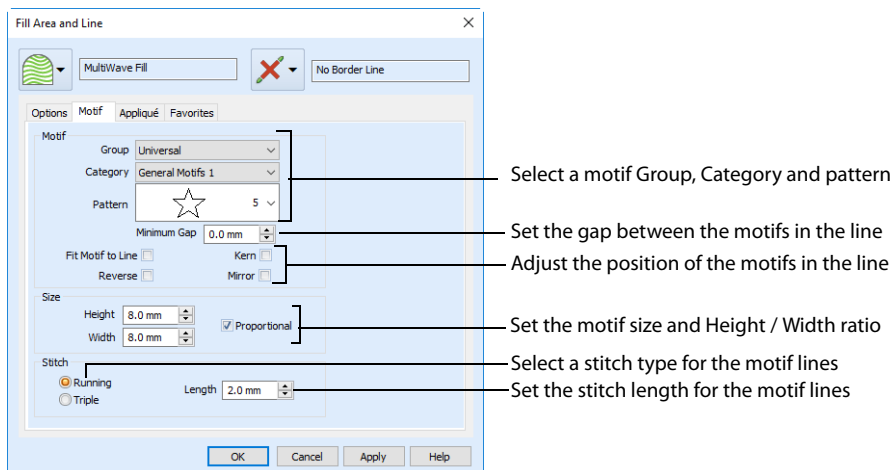 Fill Area and Line
MultiWave Fill
No Border Line
Options Motif Appliqué Favorites
Motif
Group Universal
Category General Motifs 1
Pattern 5
Minimum Gap 0.0 mm
Fit Motif to Line Kern
Reverse Mirror
Size
Height 8.0 mm
Width 8.0 mm
Proportional
Stitch
Running
Triple
Length 2.0 mm
OK Cancel Apply Help
Select a motif Group, Category and pattern
Set the gap between the motifs in the line
Adjust the position of the motifs in the line
Set the motif size and Height / Width ratio
Select a stitch type for the motif lines
Set the stitch length for the motif lines